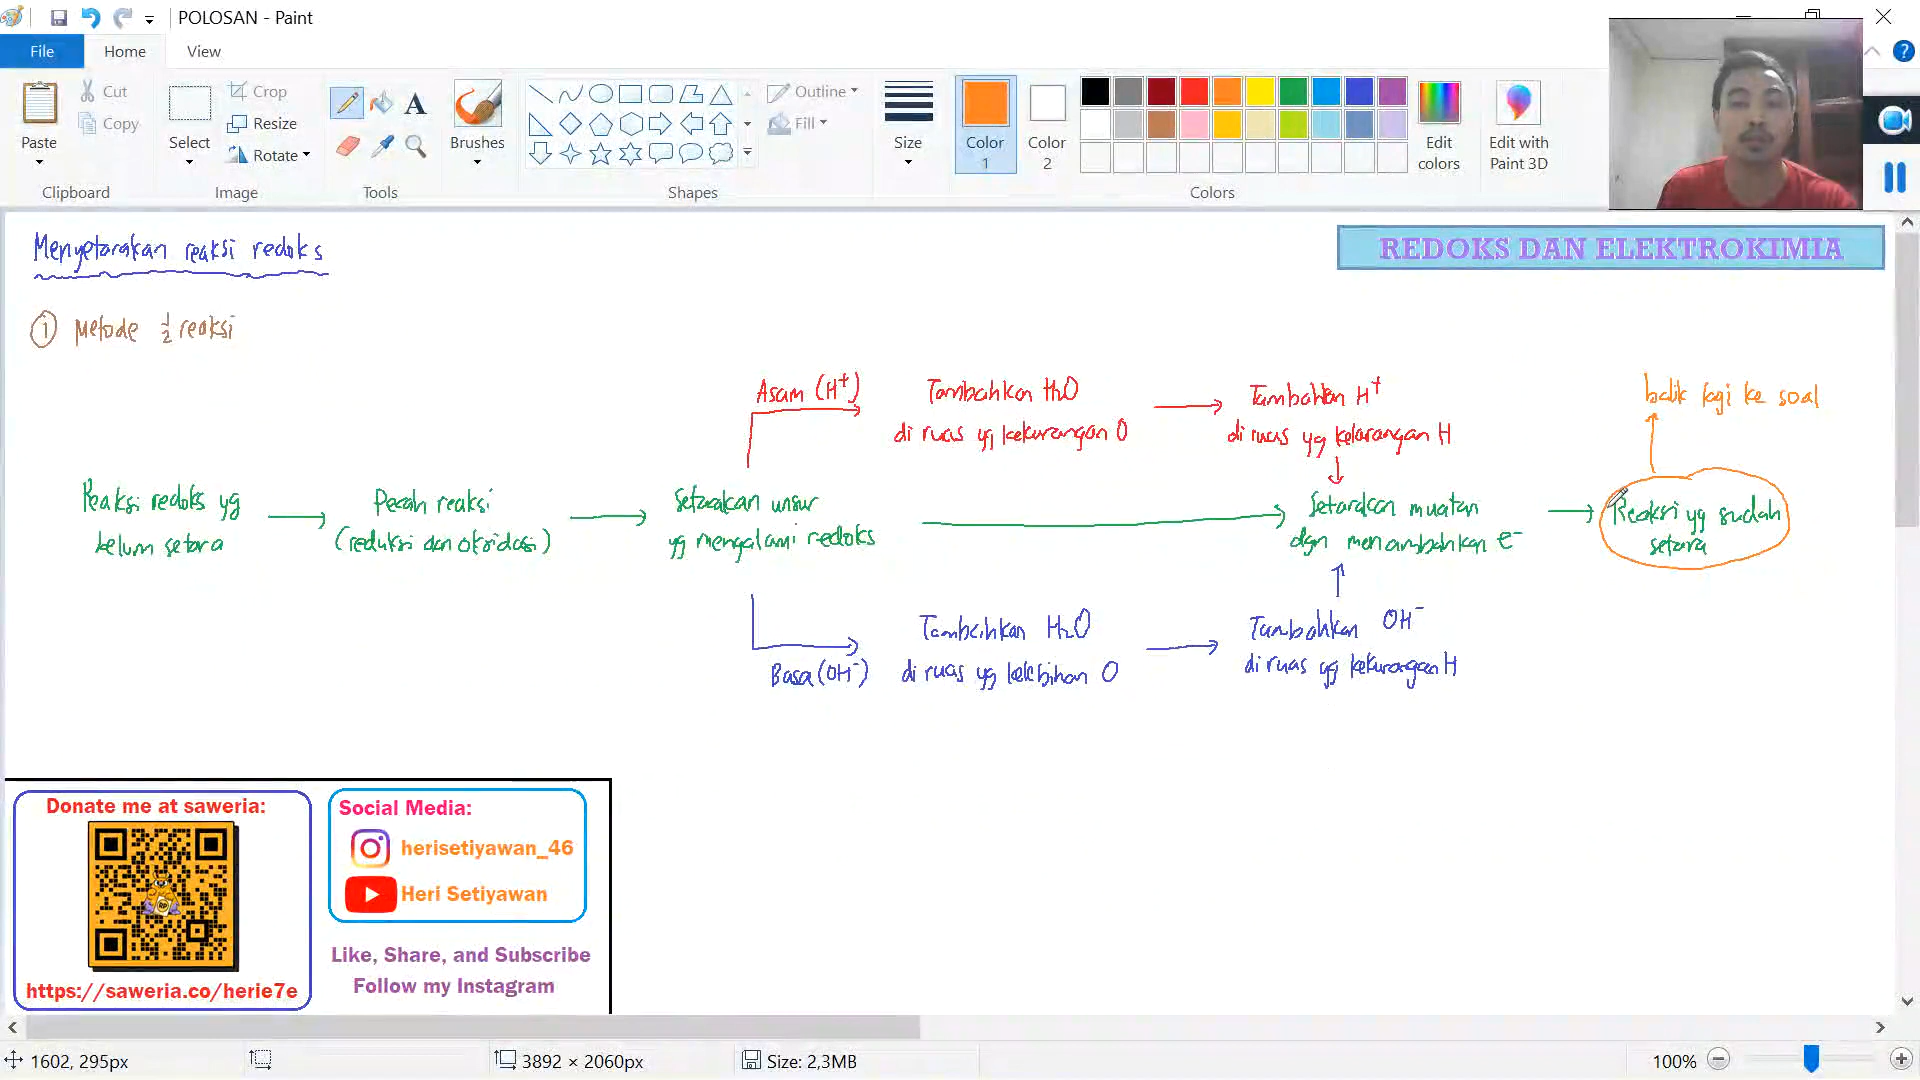 POLOSAN - Paint
File
Home
View
Paste
Cut
Copy
Clipboard
Select
Crop
Resize
Rotate
Image
A
Tools
Brushes
Shapes
Outline
Fill
Size
Color
1
Color
2
Colors
Edit
colors
Edit with
Paint 3D
Menyetarakan reaksi redoks
REDOKS DAN ELEKTROKIMIA
① Metode ½ reaksi
Asam (H⁺)
Tambahkan H₂O
di ruas yg kekurangan O
Tambahkan H⁺
di ruas yg kekurangan H
balik lagi ke soal
Reaksi redoks yg
belum setara
Pecah reaksi
(reduksi dan oksidasi)
Setarakan unsur
yg mengalami redoks
Setarakan muatan
dgn menambahkan e⁻
Reaksi yg sudah
setara
Basa (OH⁻)
Tambahkan H₂O
di ruas yg kelebihan O
Tambahkan OH⁻
di ruas yg kekurangan H
Donate me at saweria:
https://saweria.co/herie7e
Social Media:
herisetiyawan_46
Heri Setiyawan
Like, Share, and Subscribe
Follow my Instagram
1602, 295px
3892 × 2060px
Size: 2,3MB
100%